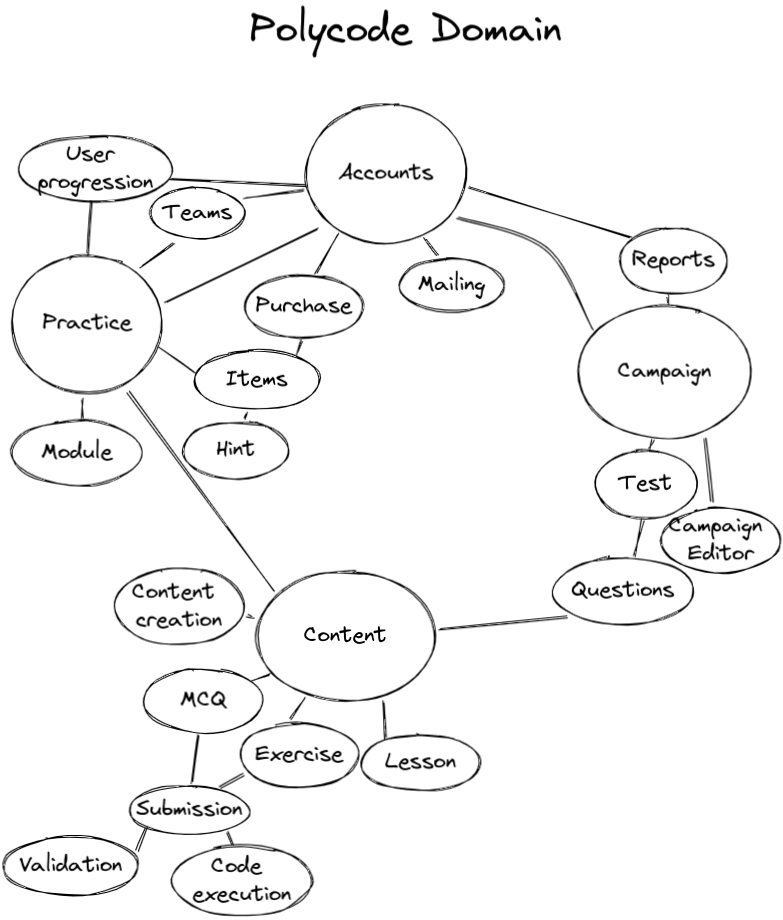 Polycode Domain
User
progression
Accounts
Teams
Reports
Mailing
Purchase
Practice
Campaign
Items
Module
Hint
Test
Campaign
Editor
Content
creation
Questions
Content
MCQ
Exercise
Lesson
Submission
Validation
Code
execution